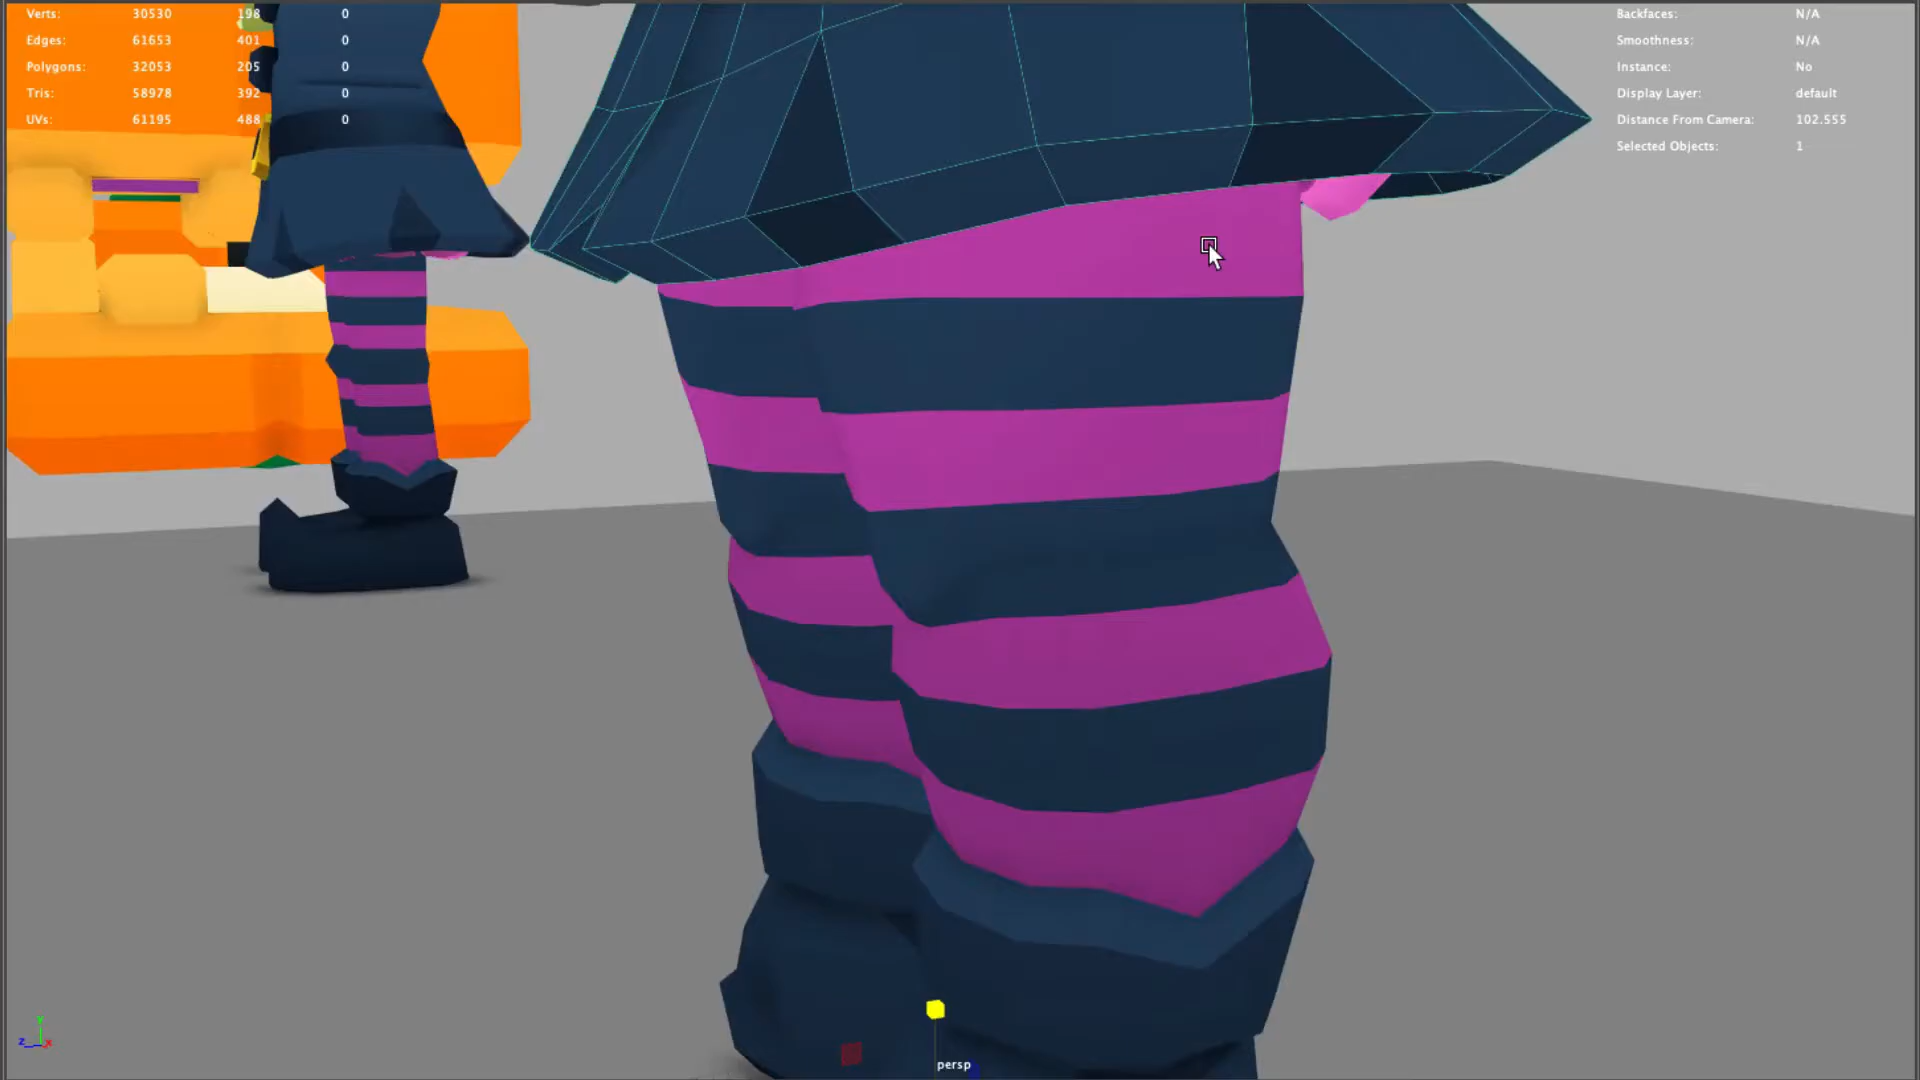 Verts: 30530 198 0
Edges: 61653 401 0
Polygons: 32053 205 0
Tris: 58978 392 0
UVs: 61195 488 0
Backfaces: N/A
Smoothness: N/A
Instance: No
Display Layer: default
Distance From Camera: 102.555
Selected Objects: 1
y
z x
persp